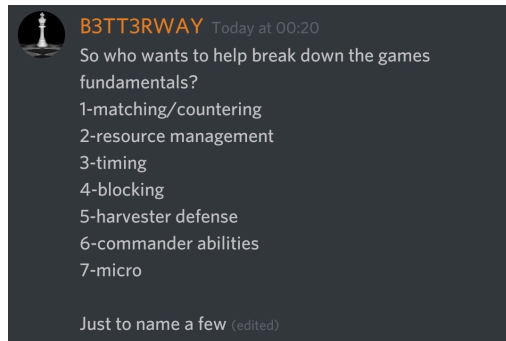 B3TT3RWAY Today at 00:20
So who wants to help break down the games
fundamentals?
1-matching/countering
2-resource management
3-timing
4-blocking
5-harvester defense
6-commander abilities
7-micro
Just to name a few (edited)